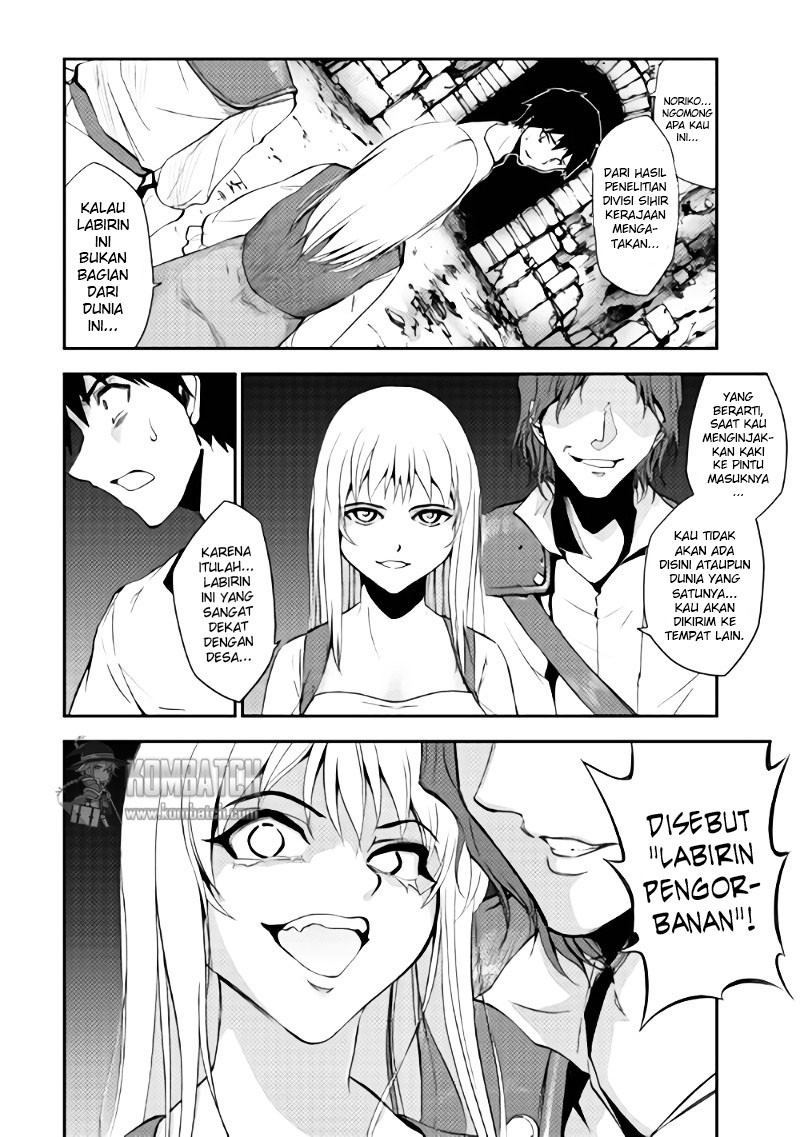 NORIKO...
NGOMONG
APA KAU
INI...
DARI HASIL
PENELITIAN
DIVISI SIHIR
KERAJAAN
MENGA-
TAKAN...
KALAU
LABIRIN
INI
BUKAN
BAGIAN
DARI
DUNIA
INI...
YANG
BERARTI,
SAAT KAU
MENGINJAK-
KAN KAKI
KE PINTU
MASUKNYA
...
KAU TIDAK
AKAN ADA
DISINI ATAUPUN
DUNIA YANG
SATUNYA...
KAU AKAN
DIKIRIM KE
TEMPAT LAIN.
KARENA
ITULAH...
LABIRIN
INI YANG
SANGAT
DEKAT
DENGAN
DESA...
KOMBATCH
www.kombatch.com
DISEBUT
"LABIRIN
PENGOR-
BANAN"!